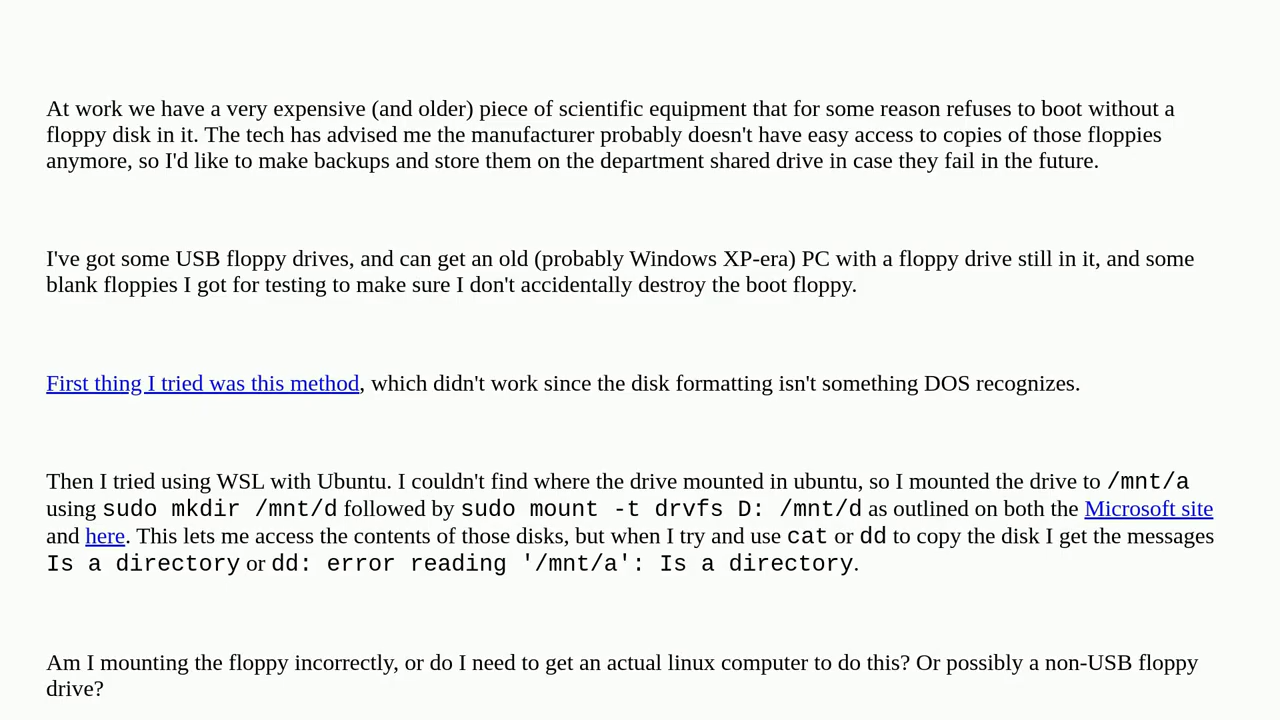 At work we have a very expensive (and older) piece of scientific equipment that for some reason refuses to boot without a
floppy disk in it. The tech has advised me the manufacturer probably doesn't have easy access to copies of those floppies
anymore, so I'd like to make backups and store them on the department shared drive in case they fail in the future.
I've got some USB floppy drives, and can get an old (probably Windows XP-era) PC with a floppy drive still in it, and some
blank floppies I got for testing to make sure I don't accidentally destroy the boot floppy.
First thing I tried was this method, which didn't work since the disk formatting isn't something DOS recognizes.
Then I tried using WSL with Ubuntu. I couldn't find where the drive mounted in ubuntu, so I mounted the drive to /mnt/a
using sudo mkdir /mnt/d followed by sudo mount -t drvfs D: /mnt/d as outlined on both the Microsoft site
and here. This lets me access the contents of those disks, but when I try and use cat or dd to copy the disk I get the messages
Is a directory or dd: error reading '/mnt/a': Is a directory.
Am I mounting the floppy incorrectly, or do I need to get an actual linux computer to do this? Or possibly a non-USB floppy
drive?